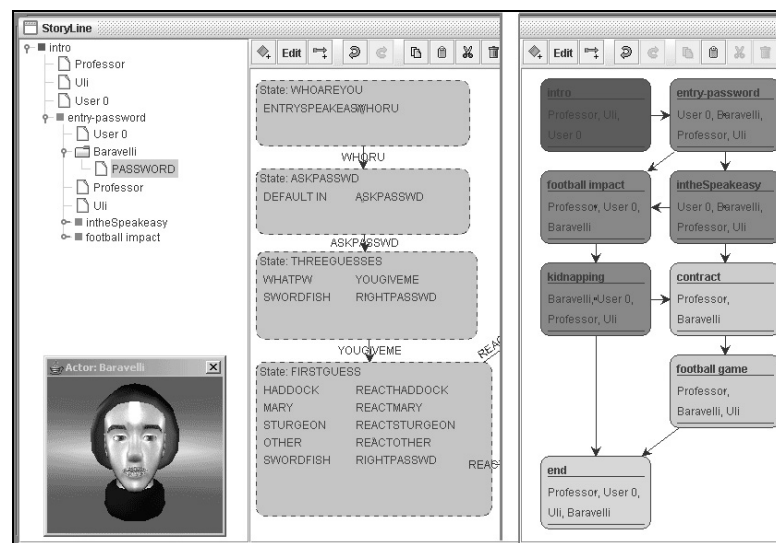 StoryLine
intro
Professor
Uli
User 0
entry-password
User 0
Baravelli
PASSWORD
Professor
Uli
intheSpeakeasy
football impact
Actor: Baravelli
Edit
State: WHOAREYOU
ENTRYSPEAKEASY WHORU
WHORU
State: ASKPASSWD
DEFAULT IN ASKPASSWD
ASKPASSWD
State: THREEGUESSES
WHATPW YOUGIVEME
SWORDFISH RIGHTPASSWD
YOUGIVEME
REAC
State: FIRSTGUESS
HADDOCK REACTHADDOCK
MARY REACTMARY
STURGEON REACTSTURGEON
OTHER REACTOTHER
SWORDFISH RIGHTPASSWD
REAC
Edit
intro
Professor, Uli,
User 0
entry-password
User 0, Baravelli,
Professor, Uli
football impact
Professor, User 0,
Baravelli
intheSpeakeasy
User 0, Baravelli,
Professor, Uli
kidnapping
Baravelli, User 0,
Professor, Uli
contract
Professor,
Baravelli
football game
Professor,
Baravelli, Uli
end
Professor, User 0,
Uli, Baravelli